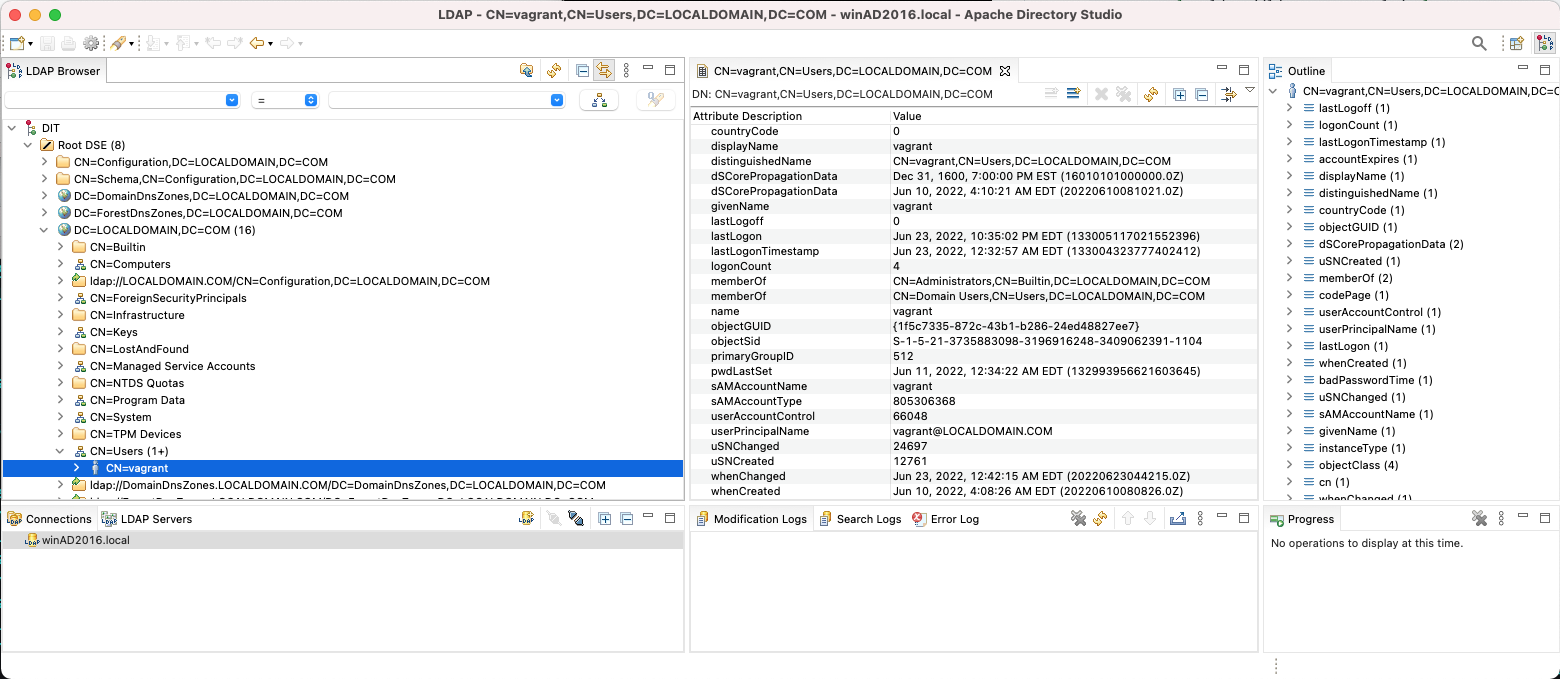 LDAP - CN=vagrant,CN=Users,DC=LOCALDOMAIN,DC=COM - winAD2016.local - Apache Directory Studio
LDAP Browser
=
DIT
Root DSE (8)
CN=Configuration,DC=LOCALDOMAIN,DC=COM
CN=Schema,CN=Configuration,DC=LOCALDOMAIN,DC=COM
DC=DomainDnsZones,DC=LOCALDOMAIN,DC=COM
DC=ForestDnsZones,DC=LOCALDOMAIN,DC=COM
DC=LOCALDOMAIN,DC=COM (16)
CN=Builtin
CN=Computers
ldap://LOCALDOMAIN.COM/CN=Configuration,DC=LOCALDOMAIN,DC=COM
CN=ForeignSecurityPrincipals
CN=Infrastructure
CN=Keys
CN=LostAndFound
CN=Managed Service Accounts
CN=NTDS Quotas
CN=Program Data
CN=System
CN=TPM Devices
CN=Users (1+)
CN=vagrant
ldap://DomainDnsZones.LOCALDOMAIN.COM/DC=DomainDnsZones,DC=LOCALDOMAIN,DC=COM
CN=vagrant,CN=Users,DC=LOCALDOMAIN,DC=COM
DN: CN=vagrant,CN=Users,DC=LOCALDOMAIN,DC=COM
Attribute Description Value
countryCode 0
displayName vagrant
distinguishedName CN=vagrant,CN=Users,DC=LOCALDOMAIN,DC=COM
dSCorePropagationData Dec 31, 1600, 7:00:00 PM EST (16010101000000.0Z)
dSCorePropagationData Jun 10, 2022, 4:10:21 AM EDT (20220610081021.0Z)
givenName vagrant
lastLogoff 0
lastLogon Jun 23, 2022, 10:35:02 PM EDT (133005117021552396)
lastLogonTimestamp Jun 23, 2022, 12:32:57 AM EDT (133004323777402412)
logonCount 4
memberOf CN=Administrators,CN=Builtin,DC=LOCALDOMAIN,DC=COM
memberOf CN=Domain Users,CN=Users,DC=LOCALDOMAIN,DC=COM
name vagrant
objectGUID {1f5c7335-872c-43b1-b286-24ed48827ee7}
objectSid S-1-5-21-3735883098-3196916248-3409062391-1104
primaryGroupID 512
pwdLastSet Jun 11, 2022, 12:34:22 AM EDT (132993956621603645)
sAMAccountName vagrant
sAMAccountType 805306368
userAccountControl 66048
userPrincipalName vagrant@LOCALDOMAIN.COM
uSNChanged 24697
uSNCreated 12761
whenChanged Jun 23, 2022, 12:42:15 AM EDT (20220623044215.0Z)
whenCreated Jun 10, 2022, 4:08:26 AM EDT (20220610080826.0Z)
Outline
CN=vagrant,CN=Users,DC=LOCALDOMAIN,DC=C
lastLogoff (1)
logonCount (1)
lastLogonTimestamp (1)
accountExpires (1)
displayName (1)
distinguishedName (1)
countryCode (1)
objectGUID (1)
dSCorePropagationData (2)
uSNCreated (1)
memberOf (2)
codePage (1)
userAccountControl (1)
userPrincipalName (1)
lastLogon (1)
whenCreated (1)
badPasswordTime (1)
uSNChanged (1)
sAMAccountName (1)
givenName (1)
instanceType (1)
objectClass (4)
cn (1)
whenChanged (1)
Connections LDAP Servers
LDAP winAD2016.local
Modification Logs Search Logs Error Log
Progress
No operations to display at this time.